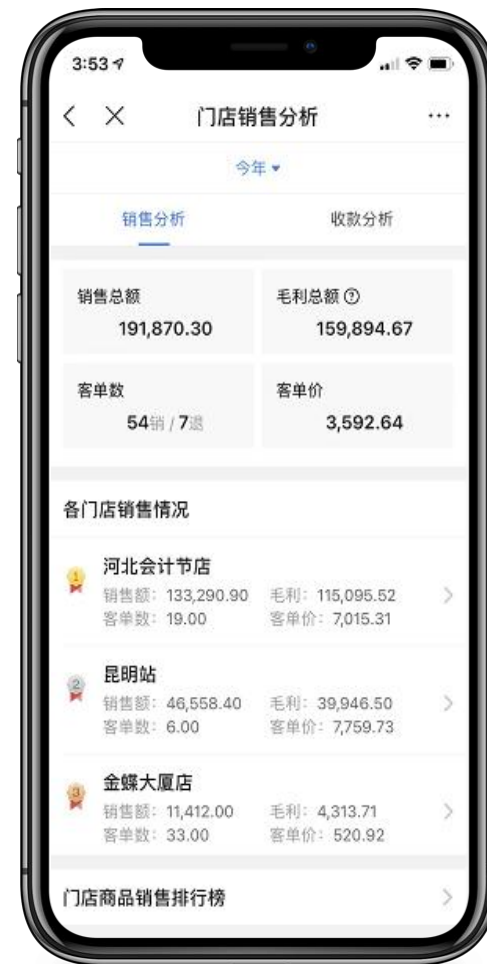 3:53
门店销售分析
今年
销售分析 收款分析
销售总额 毛利总额 ?
191,870.30 159,894.67
客单数 客单价
54销 / 7退 3,592.64
各门店销售情况
1 河北会计节店
销售额: 133,290.90 毛利: 115,095.52
客单数: 19.00 客单价: 7,015.31
2 昆明站
销售额: 46,558.40 毛利: 39,946.50
客单数: 6.00 客单价: 7,759.73
3 金蝶大厦店
销售额: 11,412.00 毛利: 4,313.71
客单数: 33.00 客单价: 520.92
门店商品销售排行榜